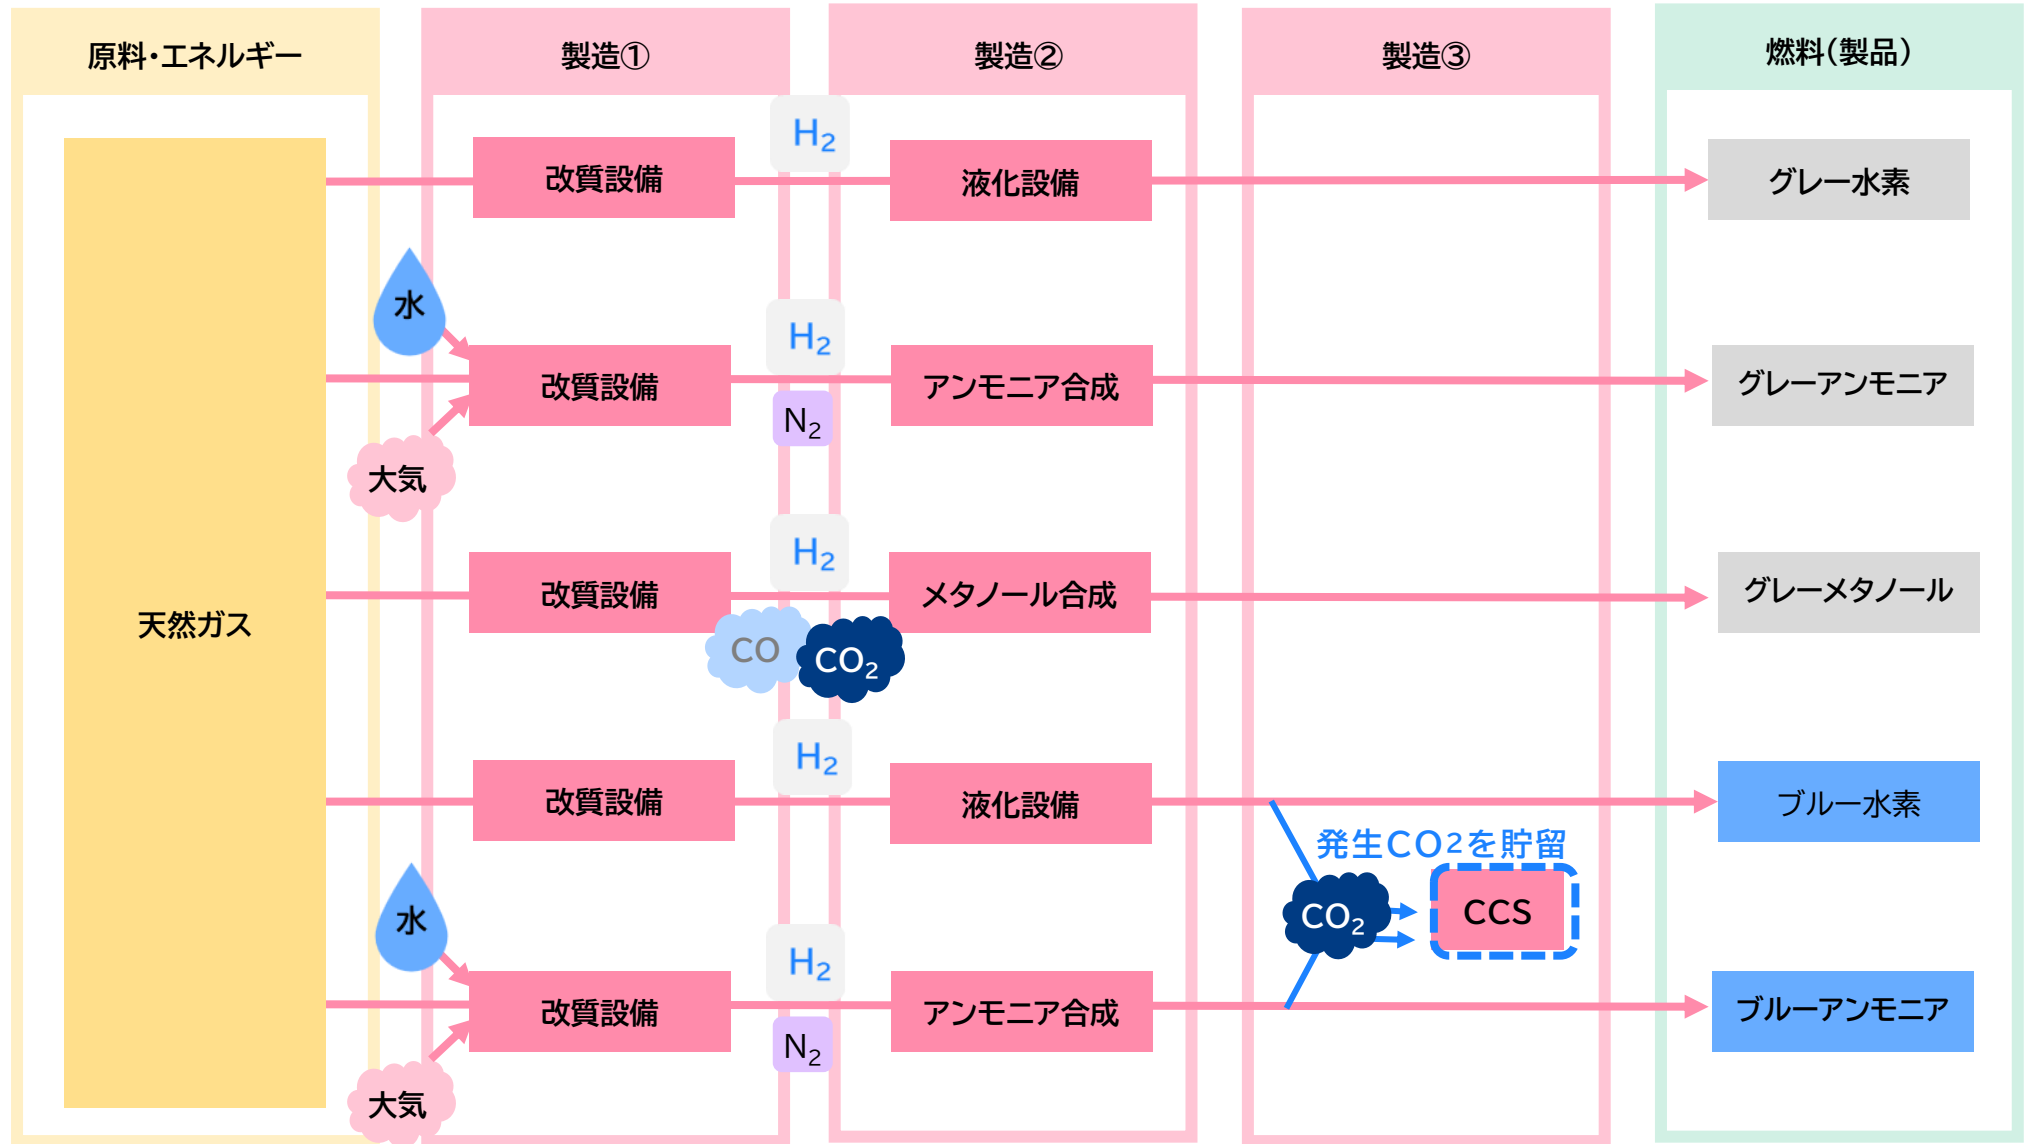 原料・エネルギー
製造①
製造②
製造③
燃料(製品)
天然ガス
改質設備
H₂
液化設備
グレー水素
水
大気
改質設備
H₂
N₂
アンモニア合成
グレーアンモニア
改質設備
H₂
CO
CO₂
メタノール合成
グレーメタノール
改質設備
H₂
液化設備
ブルー水素
発生CO2を貯留
CO₂
CCS
水
大気
改質設備
H₂
N₂
アンモニア合成
ブルーアンモニア